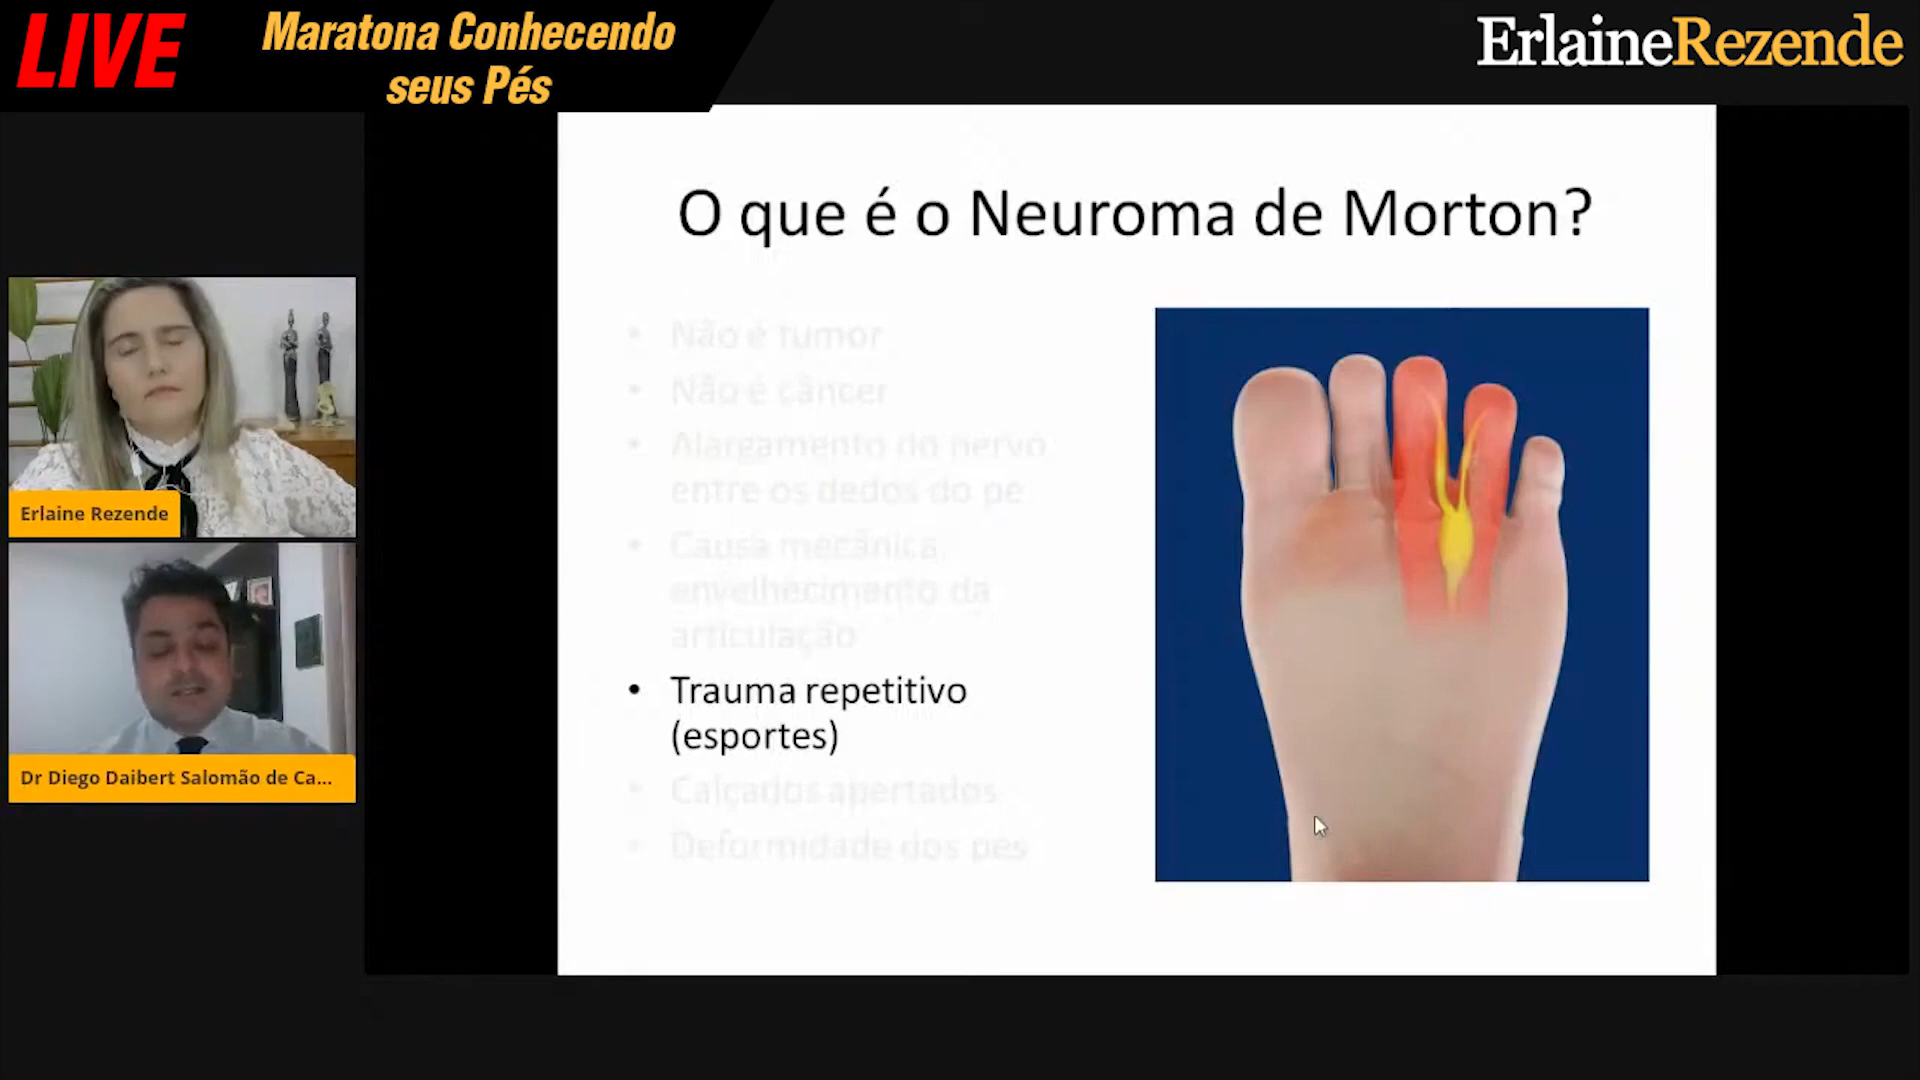 LIVE
Maratona Conhecendo
seus Pés
ErlaineRezende
O que é o Neuroma de Morton?
• Não é tumor
• Não é câncer
• Alargamento do nervo
entre os dedos do pe
• Causa mecânica,
envelhecimento da
articulação
• Trauma repetitivo
(esportes)
• Calçados apertados
• Deformidade dos pés
Erlaine Rezende
Dr Diego Daibert Salomão de Ca...